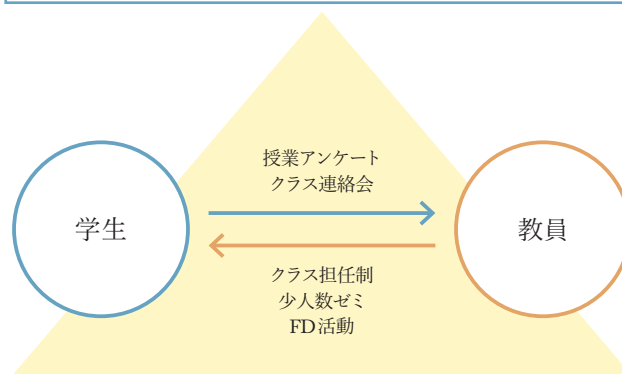 授業アンケート
クラス連絡会
学生
教員
クラス担任制
少人数ゼミ
FD活動